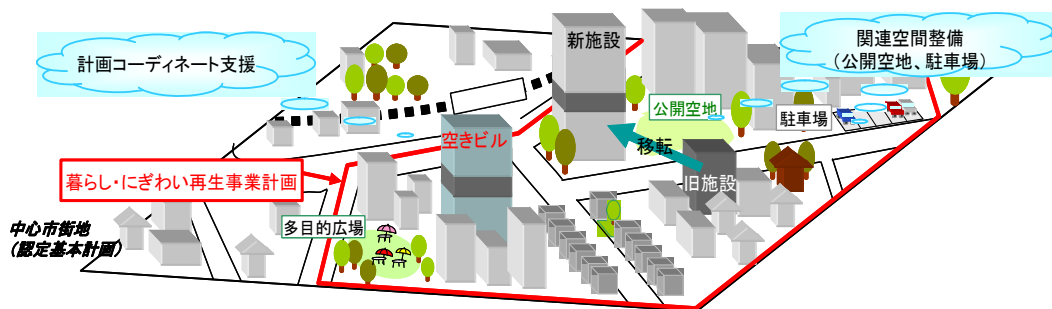 計画コーディネート支援
新施設
関連空間整備
(公開空地、駐車場)
公開空地
駐車場
移転
空きビル
旧施設
暮らし・にぎわい再生事業計画
多目的広場
中心市街地
(認定基本計画)